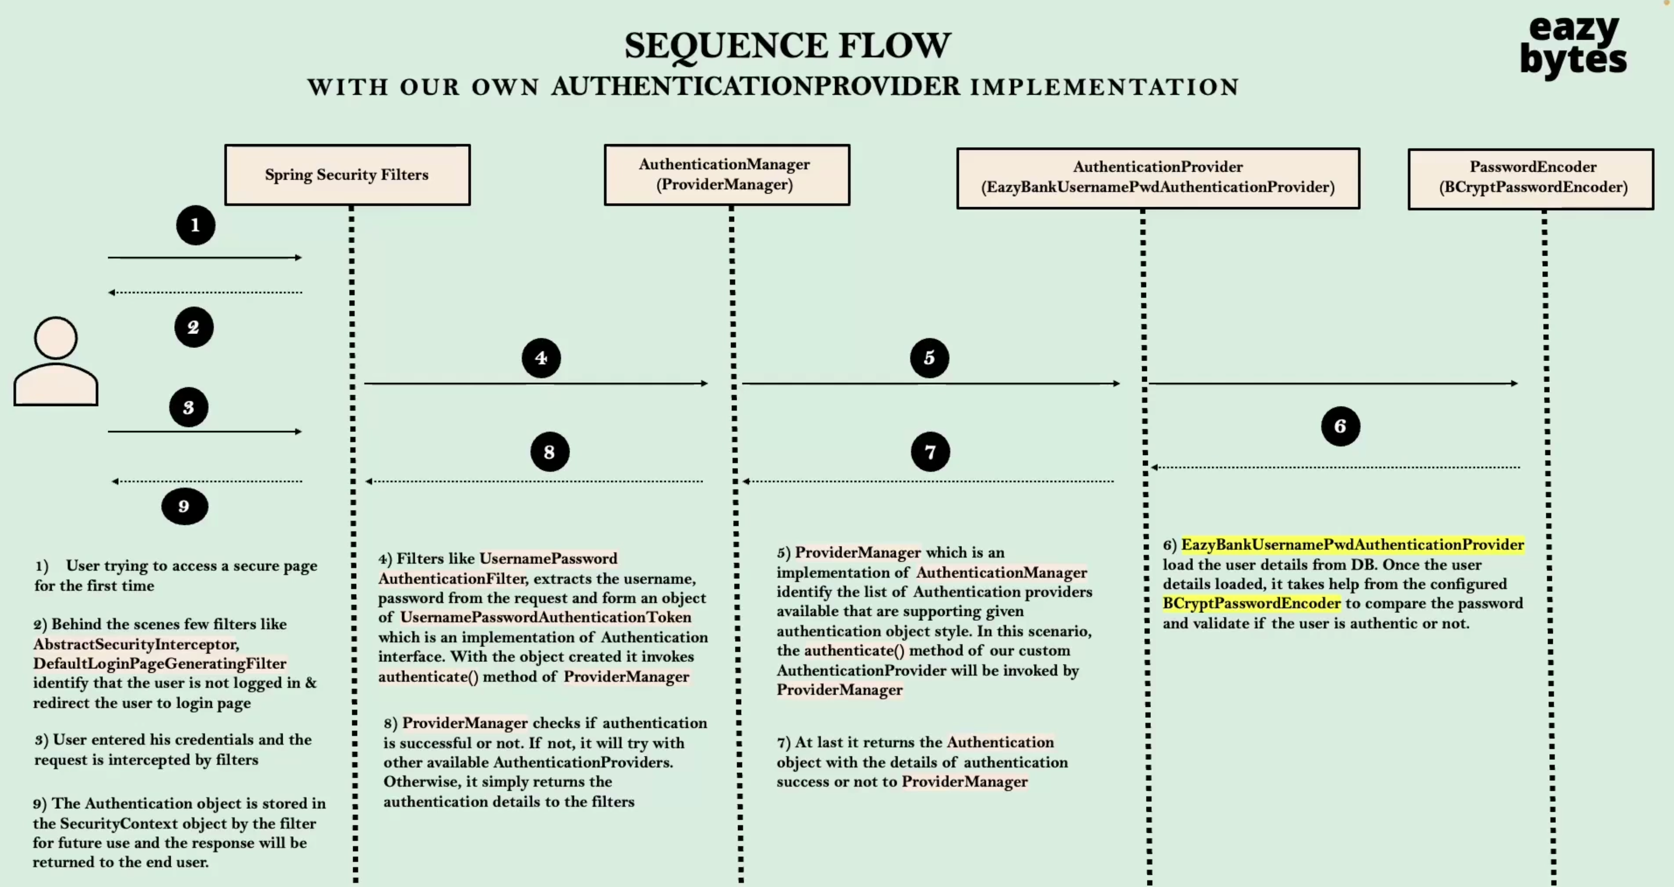 eazy
bytes
SEQUENCE FLOW
WITH OUR OWN AUTHENTICATIONPROVIDER IMPLEMENTATION
Spring Security Filters
AuthenticationManager
(ProviderManager)
AuthenticationProvider
(EazyBankUsernamePwdAuthenticationProvider)
PasswordEncoder
(BCryptPasswordEncoder)
1
2
3
4
5
6
7
8
9
1) User trying to access a secure page
for the first time
2) Behind the scenes few filters like
AbstractSecurityInterceptor,
DefaultLoginPageGeneratingFilter
identify that the user is not logged in &
redirect the user to login page
3) User entered his credentials and the
request is intercepted by filters
9) The Authentication object is stored in
the SecurityContext object by the filter
for future use and the response will be
returned to the end user.
4) Filters like UsernamePassword
AuthenticationFilter, extracts the username,
password from the request and form an object
of UsernamePasswordAuthenticationToken
which is an implementation of Authentication
interface. With the object created it invokes
authenticate() method of ProviderManager
8) ProviderManager checks if authentication
is successful or not. If not, it will try with
other available AuthenticationProviders.
Otherwise, it simply returns the
authentication details to the filters
5) ProviderManager which is an
implementation of AuthenticationManager
identify the list of Authentication providers
available that are supporting given
authentication object style. In this scenario,
the authenticate() method of our custom
AuthenticationProvider will be invoked by
ProviderManager
7) At last it returns the Authentication
object with the details of authentication
success or not to ProviderManager
6) EazyBankUsernamePwdAuthenticationProvider
load the user details from DB. Once the user
details loaded, it takes help from the configured
BCryptPasswordEncoder to compare the password
and validate if the user is authentic or not.